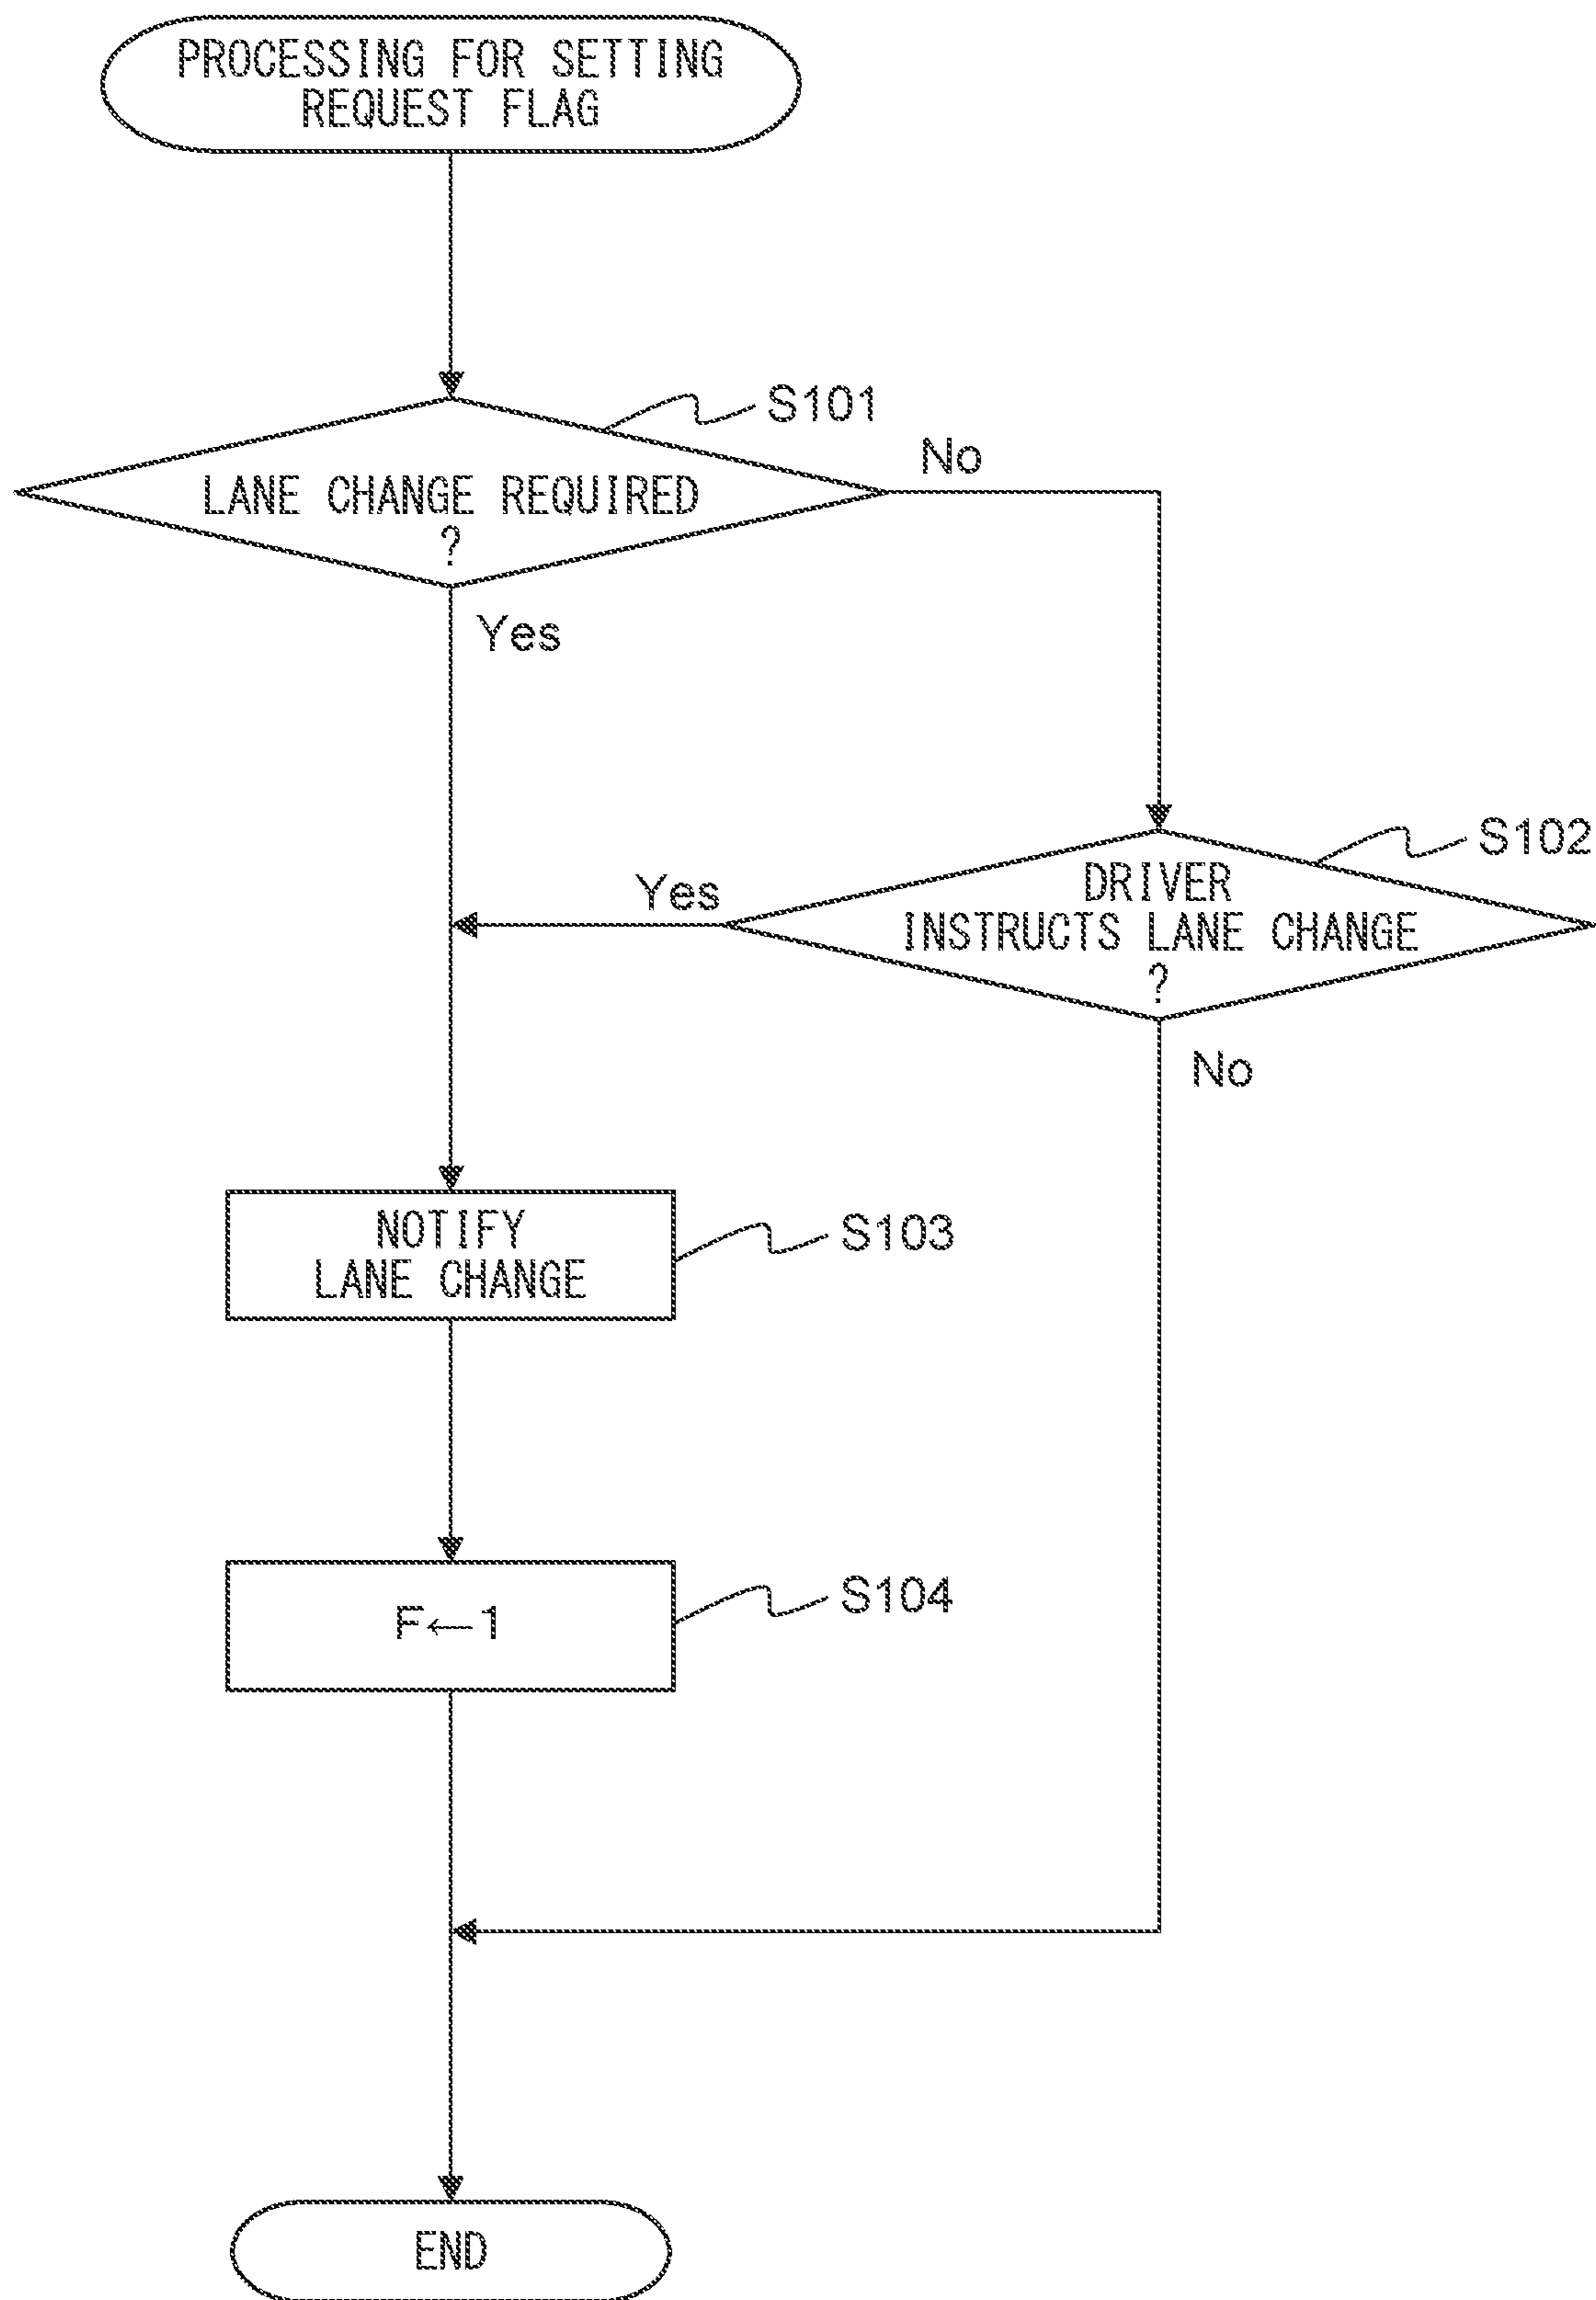 PROCESSING FOR SETTING
REQUEST FLAG
S101
No
LANE CHANGE REQUIRED
?
Yes
S102
Yes
DRIVER
INSTRUCTS LANE CHANGE
?
No
NOTIFY
LANE CHANGE
S103
F←1
S104
END